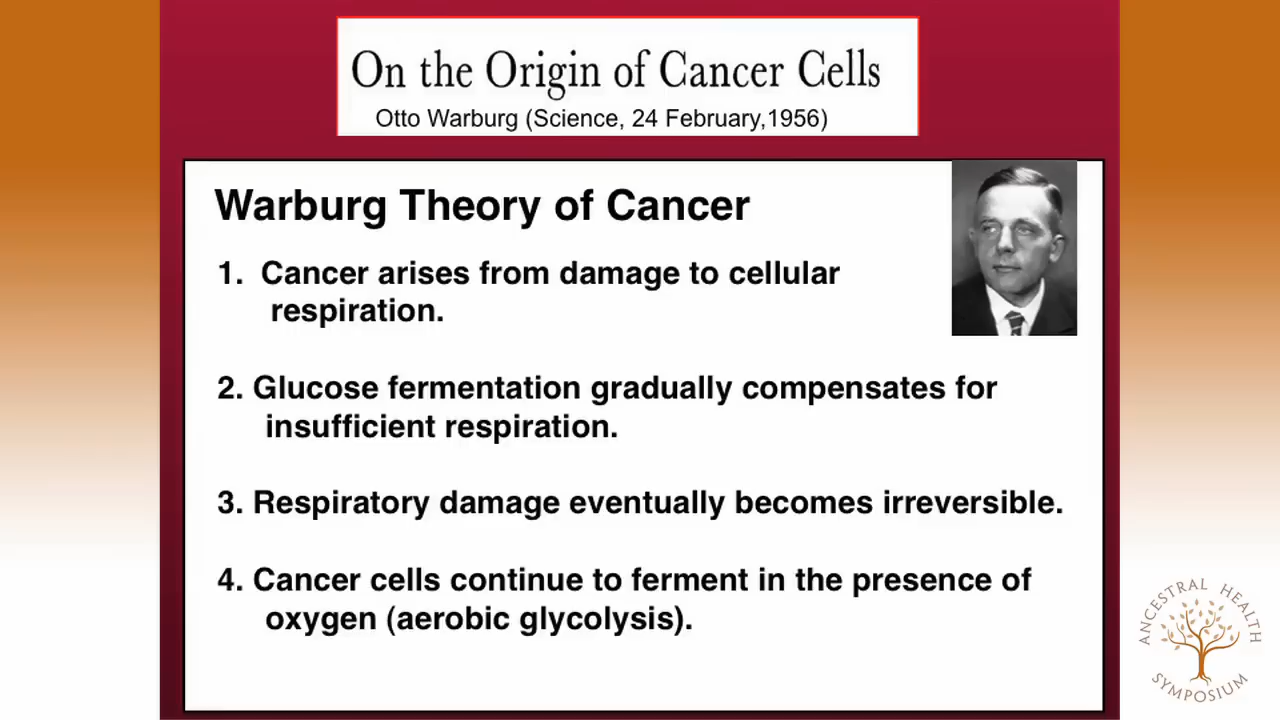 On the Origin of Cancer Cells
Otto Warburg (Science, 24 February,1956)
Warburg Theory of Cancer
1. Cancer arises from damage to cellular
respiration.
2. Glucose fermentation gradually compensates for
insufficient respiration.
3. Respiratory damage eventually becomes irreversible.
4. Cancer cells continue to ferment in the presence of
oxygen (aerobic glycolysis).
ANCESTRAL HEALTH
SYMPOSIUM